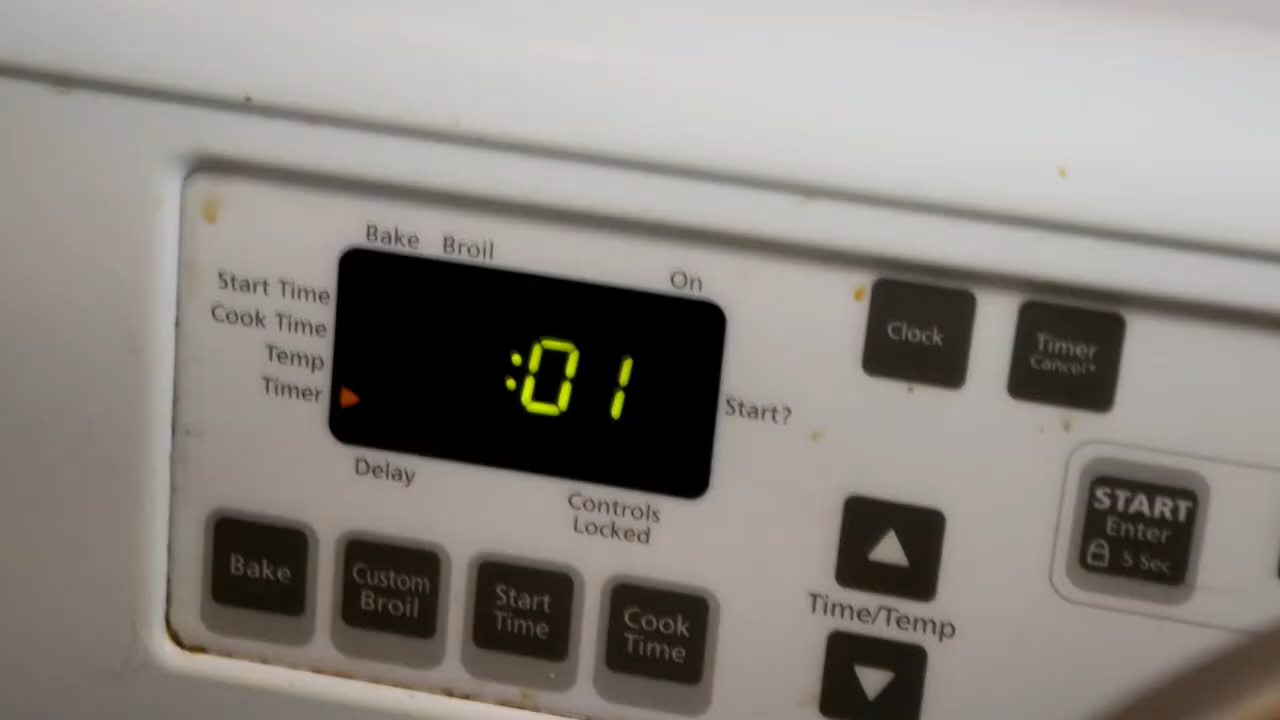 Bake Broil
On
Start Time
Cook Time
Temp
Timer
:01
Start?
Delay
Controls
Locked
Clock
Timer
Cancel*
START
Enter
5 Sec
Bake
Custom
Broil
Start
Time
Cook
Time
Time/Temp